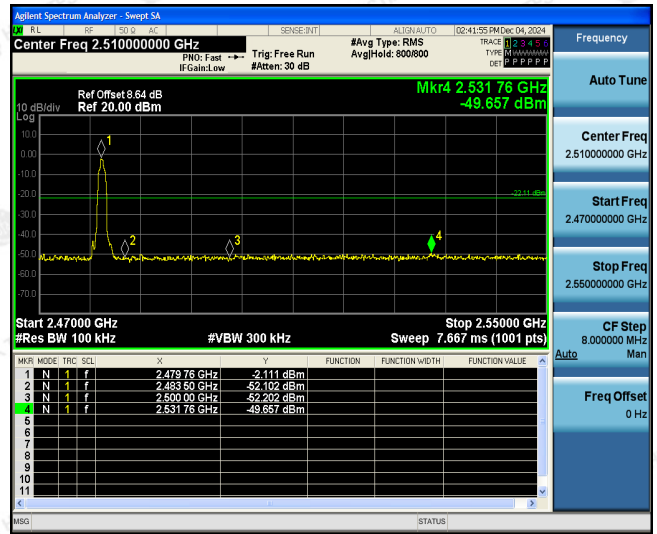 Agilent Spectrum Analyzer - Swept SA
LXI RL RF 50 Ω AC SENSE:INT ALIGN AUTO 02:41:55 PM Dec 04, 2024
Center Freq 2.510000000 GHz
PNO: Fast
IFGain:Low
Trig: Free Run
#Atten: 30 dB
#Avg Type: RMS
Avg|Hold: 800/800
TRACE 1 2 3 4 5 6
TYPE M WWWWW
DET P P P P P P
Mkr4 2.531 76 GHz
-49.657 dBm
Ref Offset 8.64 dB
10 dB/div Ref 20.00 dBm
Log
10.0
0.00
-10.0
-20.0
-30.0
-40.0
-50.0
-60.0
-70.0
1
2
3
4
-22.11 dBm
Start 2.47000 GHz Stop 2.55000 GHz
#Res BW 100 kHz #VBW 300 kHz Sweep 7.667 ms (1001 pts)
MKR MODE TRC SCL X Y FUNCTION FUNCTION WIDTH FUNCTION VALUE
1 N 1 f 2.479 76 GHz -2.111 dBm
2 N 1 f 2.483 50 GHz -52.102 dBm
3 N 1 f 2.500 00 GHz -52.202 dBm
4 N 1 f 2.531 76 GHz -49.657 dBm
5
6
7
8
9
10
11
MSG STATUS
Frequency
Auto Tune
Center Freq
2.510000000 GHz
Start Freq
2.470000000 GHz
Stop Freq
2.550000000 GHz
CF Step
8.000000 MHz
Auto Man
Freq Offset
0 Hz